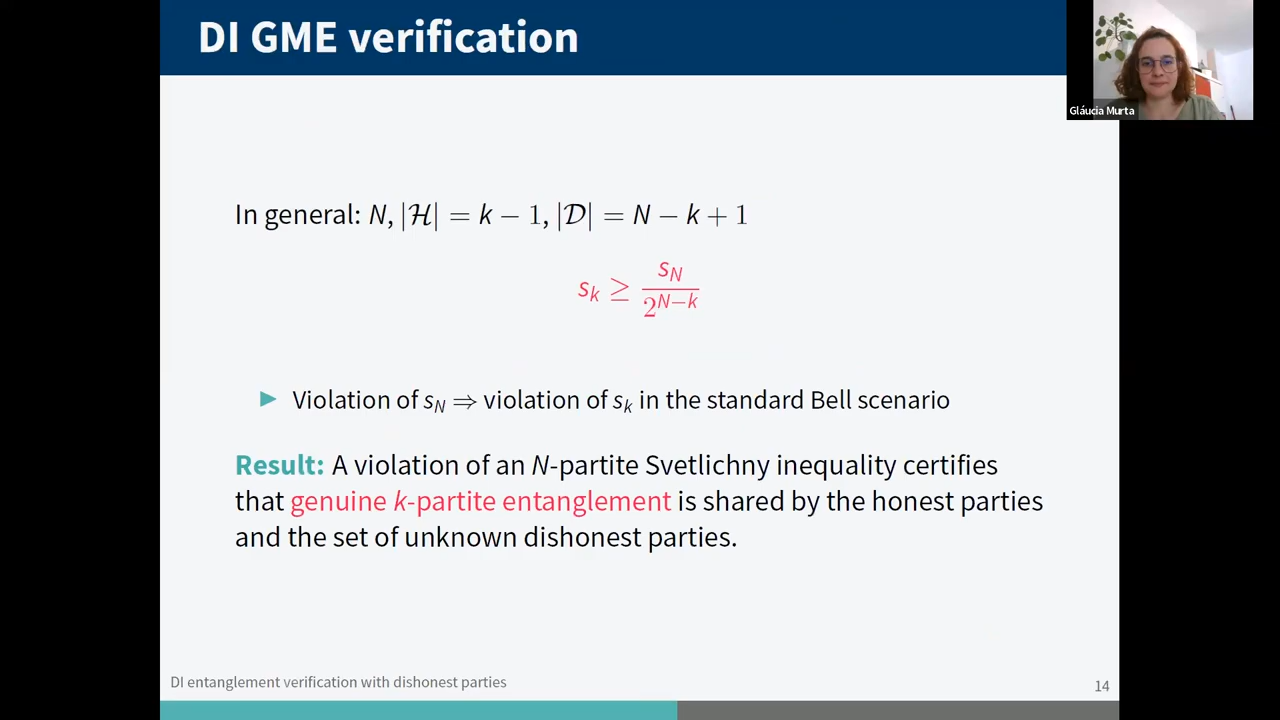 DI GME verification
Gláucia Murta
In general: N, |ℋ| = k − 1, |𝒟| = N − k + 1
s_k ≥ s_N / 2^{N−k}
▶ Violation of s_N ⇒ violation of s_k in the standard Bell scenario
Result: A violation of an N-partite Svetlichny inequality certifies
that genuine k-partite entanglement is shared by the honest parties
and the set of unknown dishonest parties.
DI entanglement verification with dishonest parties
14